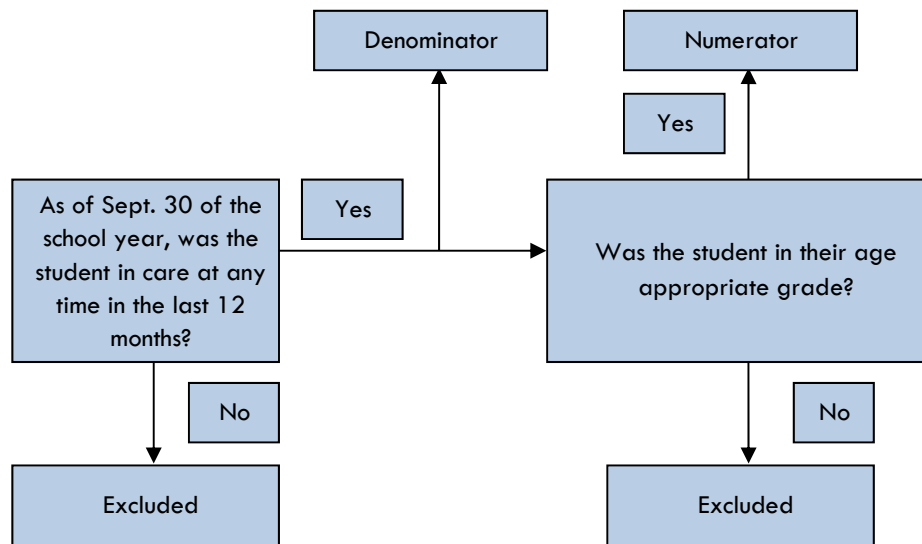 Denominator
Numerator
Yes
As of Sept. 30 of the
school year, was the
student in care at any
time in the last 12
months?
Yes
Was the student in their age
appropriate grade?
No
No
Excluded
Excluded